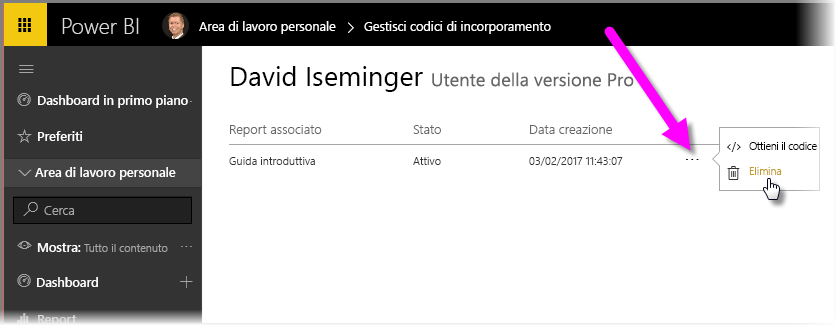 Power BI Area di lavoro personale > Gestisci codici di incorporamento
David Iseminger Utente della versione Pro
Dashboard in primo piano
Preferiti
Area di lavoro personale
Cerca
Mostra: Tutto il contenuto ...
Dashboard +
Report
Report associato Stato Data creazione
Guida introduttiva Attivo 03/02/2017 11:43:07 ...
</> Ottieni il codice
Elimina